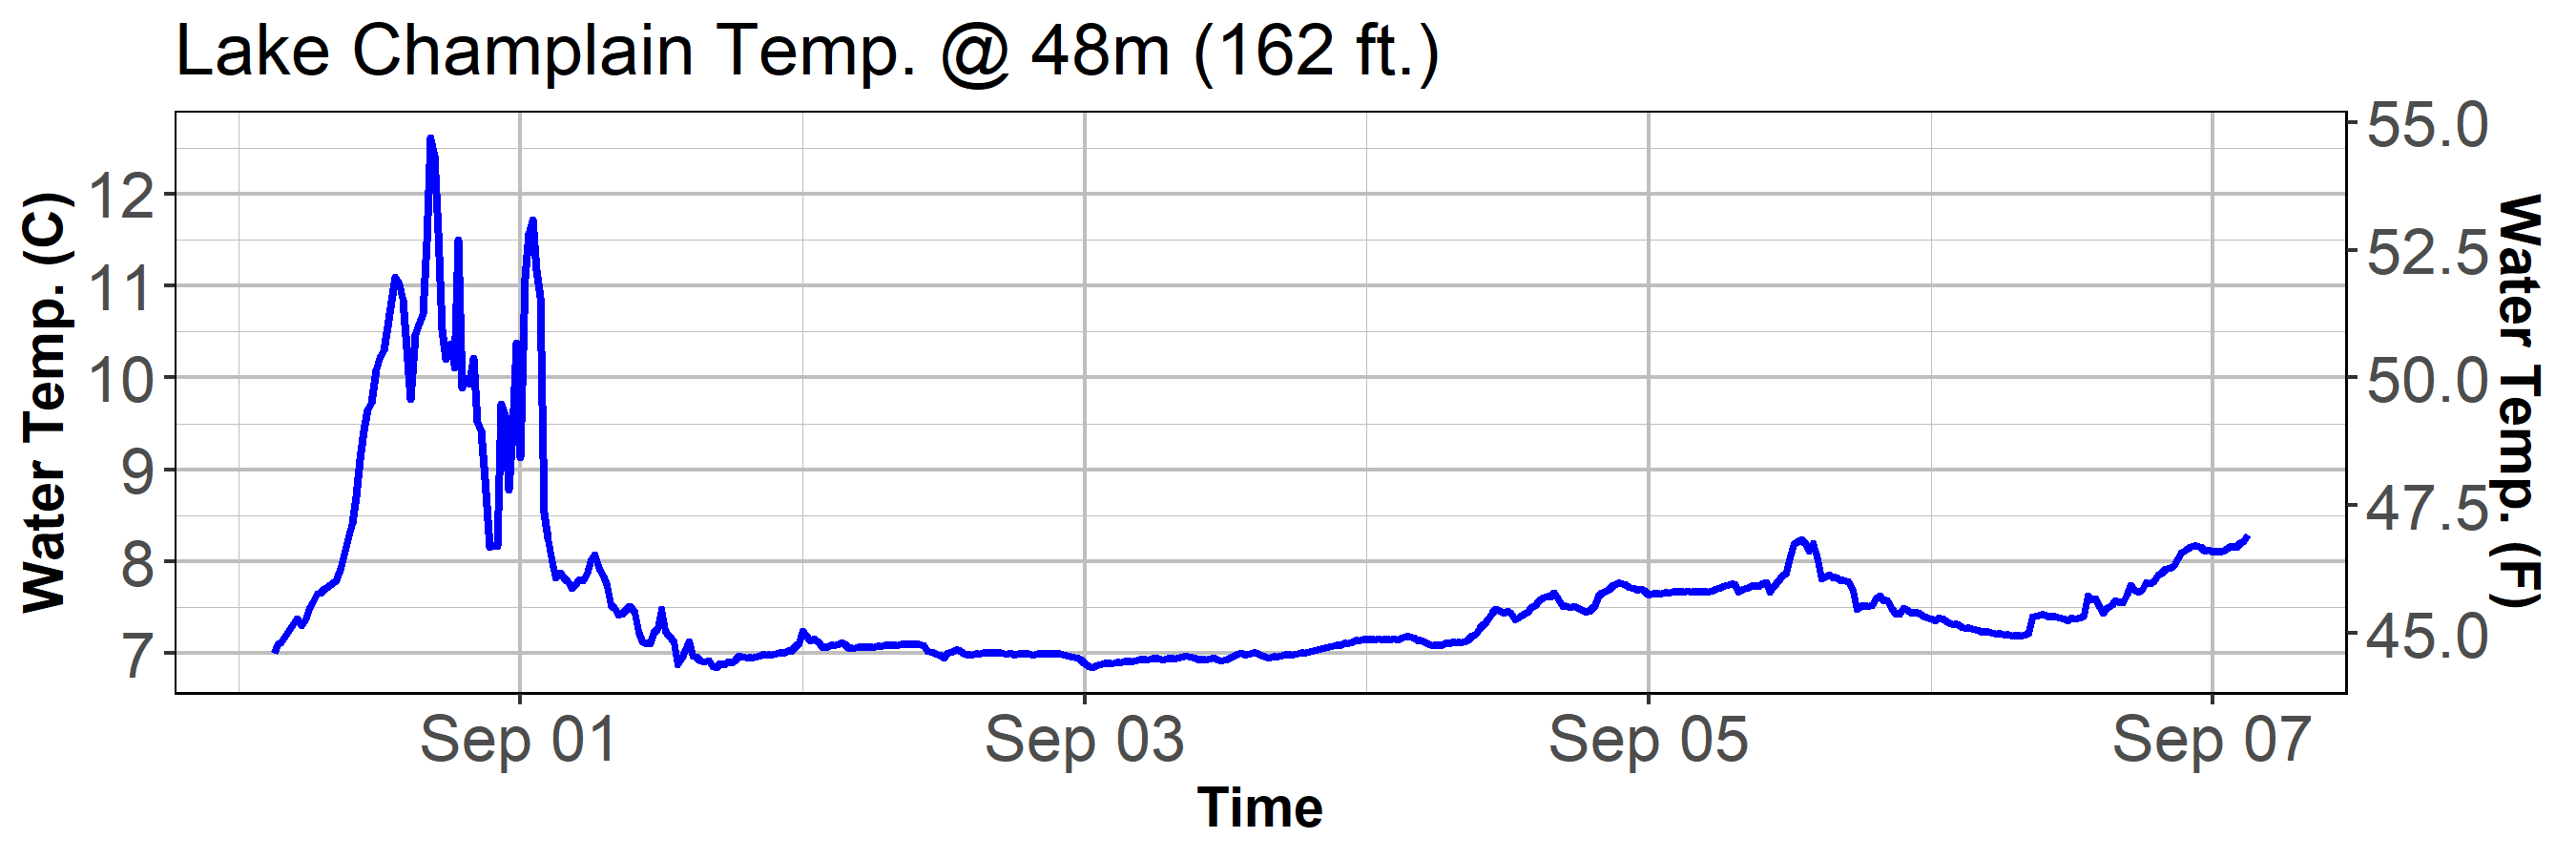 Lake Champlain Temp. @ 48m (162 ft.)
Water Temp. (C)
12
11
10
9
8
7
55.0
52.5
50.0
47.5
45.0
Water Temp. (F)
Sep 01
Sep 03
Sep 05
Sep 07
Time